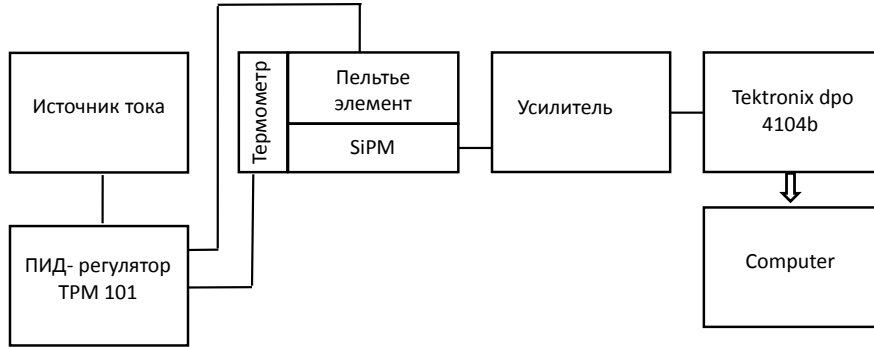 Источник тока
Термометр
Пельтье
элемент
SiPM
Усилитель
Tektronix dpo
4104b
ПИД- регулятор
ТРМ 101
Computer